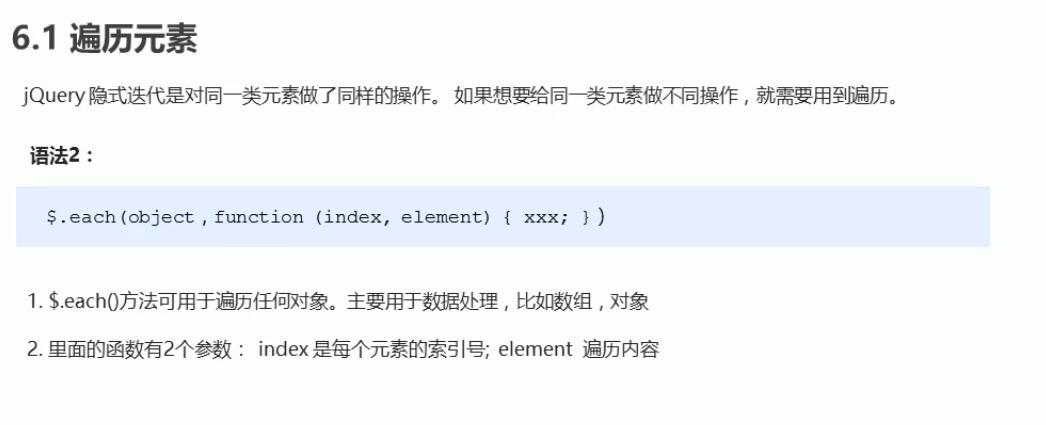 6.1 遍历元素
jQuery 隐式迭代是对同一类元素做了同样的操作。 如果想要给同一类元素做不同操作，就需要用到遍历。
语法2：
$.each(object，function (index, element) { xxx; })
1. $.each()方法可用于遍历任何对象。主要用于数据处理，比如数组，对象
2. 里面的函数有2个参数： index 是每个元素的索引号; element 遍历内容